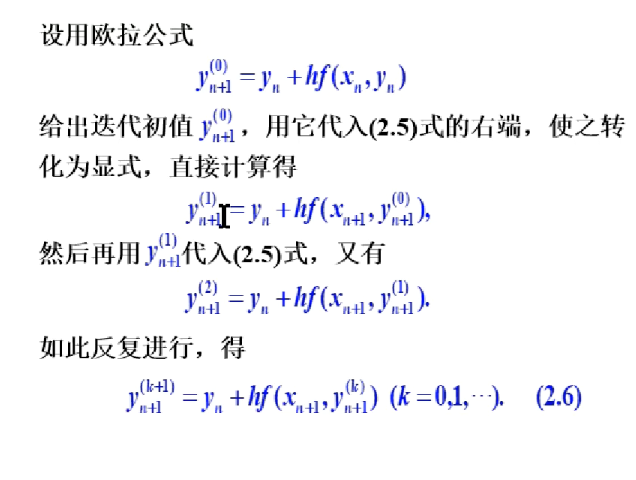 设用欧拉公式
y_{n+1}^{(0)} = y_n + hf(x_n, y_n)
给出迭代初值 y_{n+1}^{(0)}，用它代入(2.5)式的右端，使之转
化为显式，直接计算得
y_{n+1}^{(1)} = y_n + hf(x_{n+1}, y_{n+1}^{(0)}),
然后再用 y_{n+1}^{(1)} 代入(2.5)式，又有
y_{n+1}^{(2)} = y_n + hf(x_{n+1}, y_{n+1}^{(1)}).
如此反复进行，得
y_{n+1}^{(k+1)} = y_n + hf(x_{n+1}, y_{n+1}^{(k)}) (k = 0,1,⋯). (2.6)